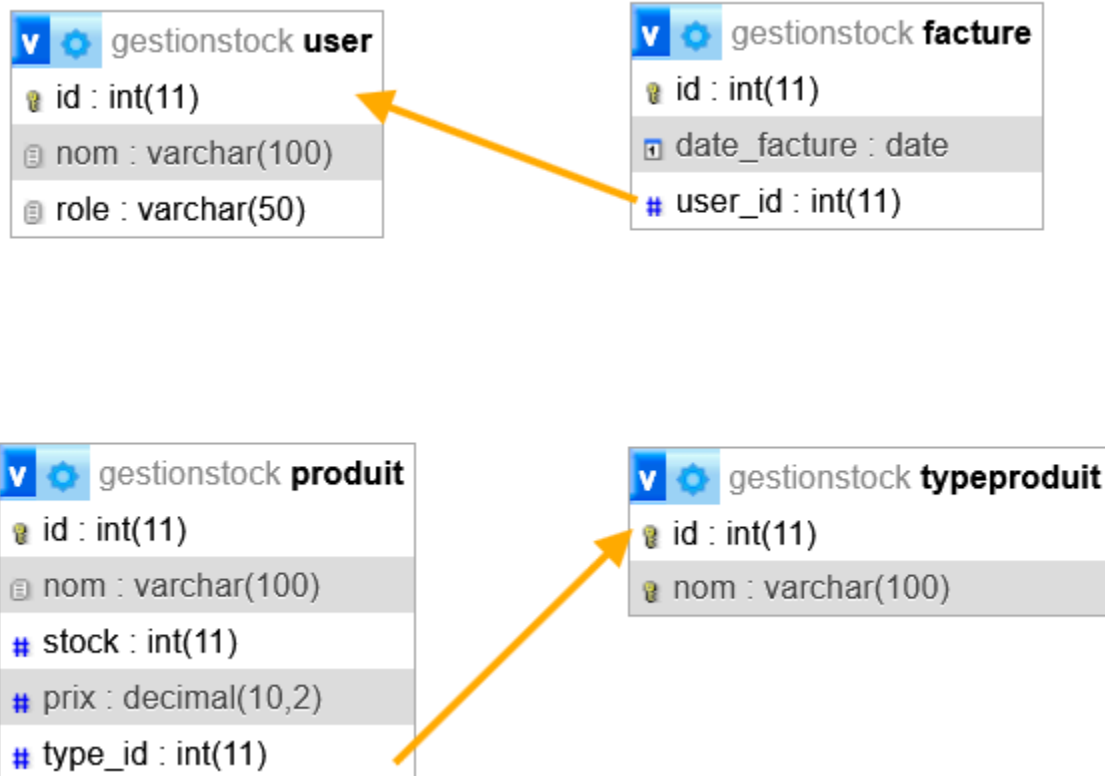 v gestionstock user
id : int(11)
nom : varchar(100)
role : varchar(50)
v gestionstock facture
id : int(11)
date_facture : date
# user_id : int(11)
v gestionstock produit
id : int(11)
nom : varchar(100)
# stock : int(11)
# prix : decimal(10,2)
# type_id : int(11)
v gestionstock typeproduit
id : int(11)
nom : varchar(100)